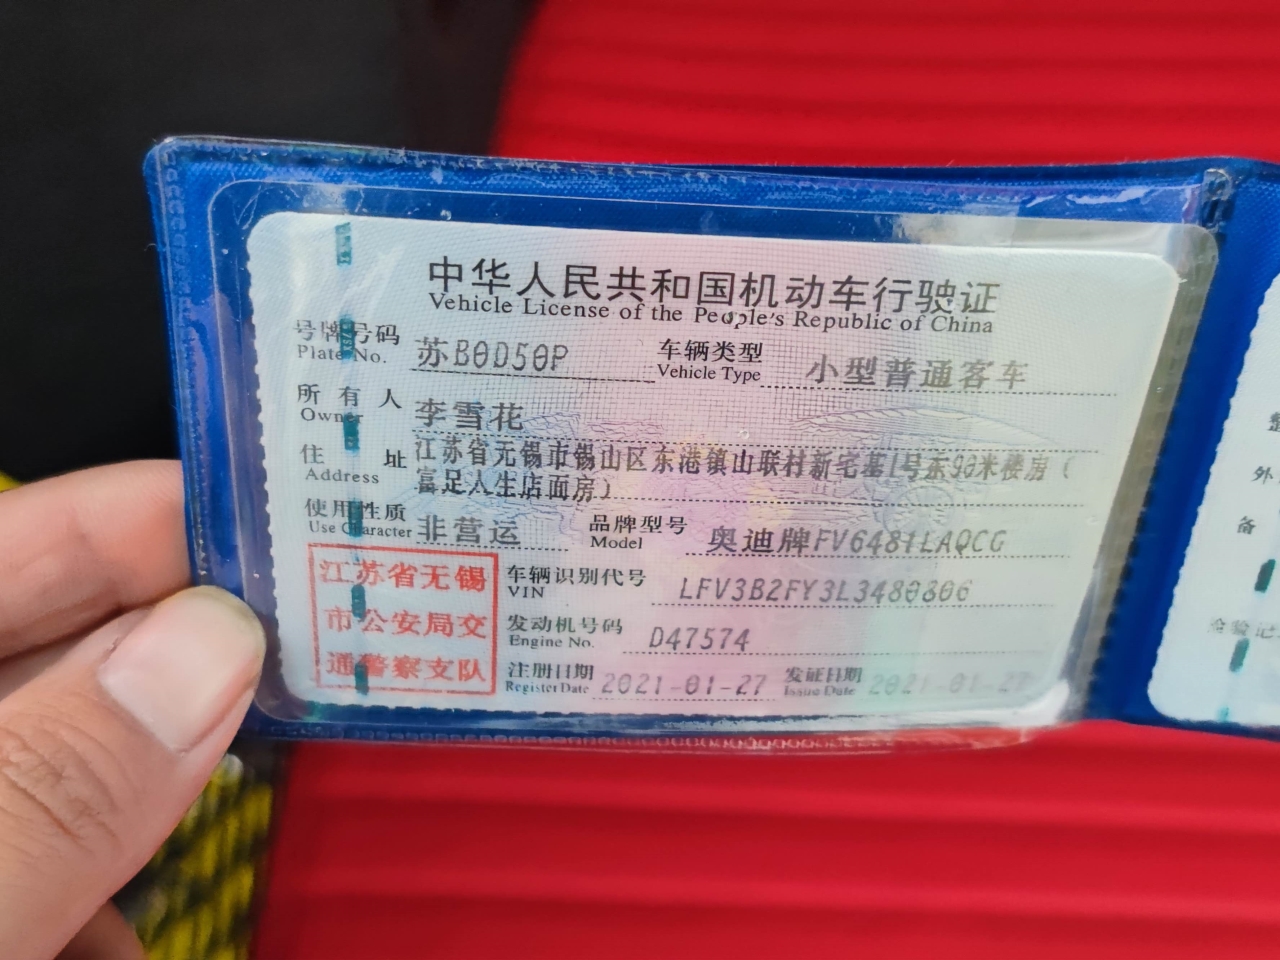 中华人民共和国机动车行驶证
Vehicle License of the People's Republic of China
号牌号码 苏B0D50P 车辆类型 小型普通客车
Plate No. Vehicle Type
所有人 李雪花
Owner
住址 江苏省无锡市锡山区东港镇山联村新宅基1号东90米楼房（
Address 富足人生店面房）
使用性质 非营运 品牌型号 奥迪牌FV6481LAQCG
Use Character Model
江苏省无锡
市公安局交
通警察支队
车辆识别代号 LFV3B2FY3L3480806
VIN
发动机号码 D47574
Engine No.
注册日期 2021-01-27 发证日期 2021-01-27
Register Date Issue Date
外
备
检验记